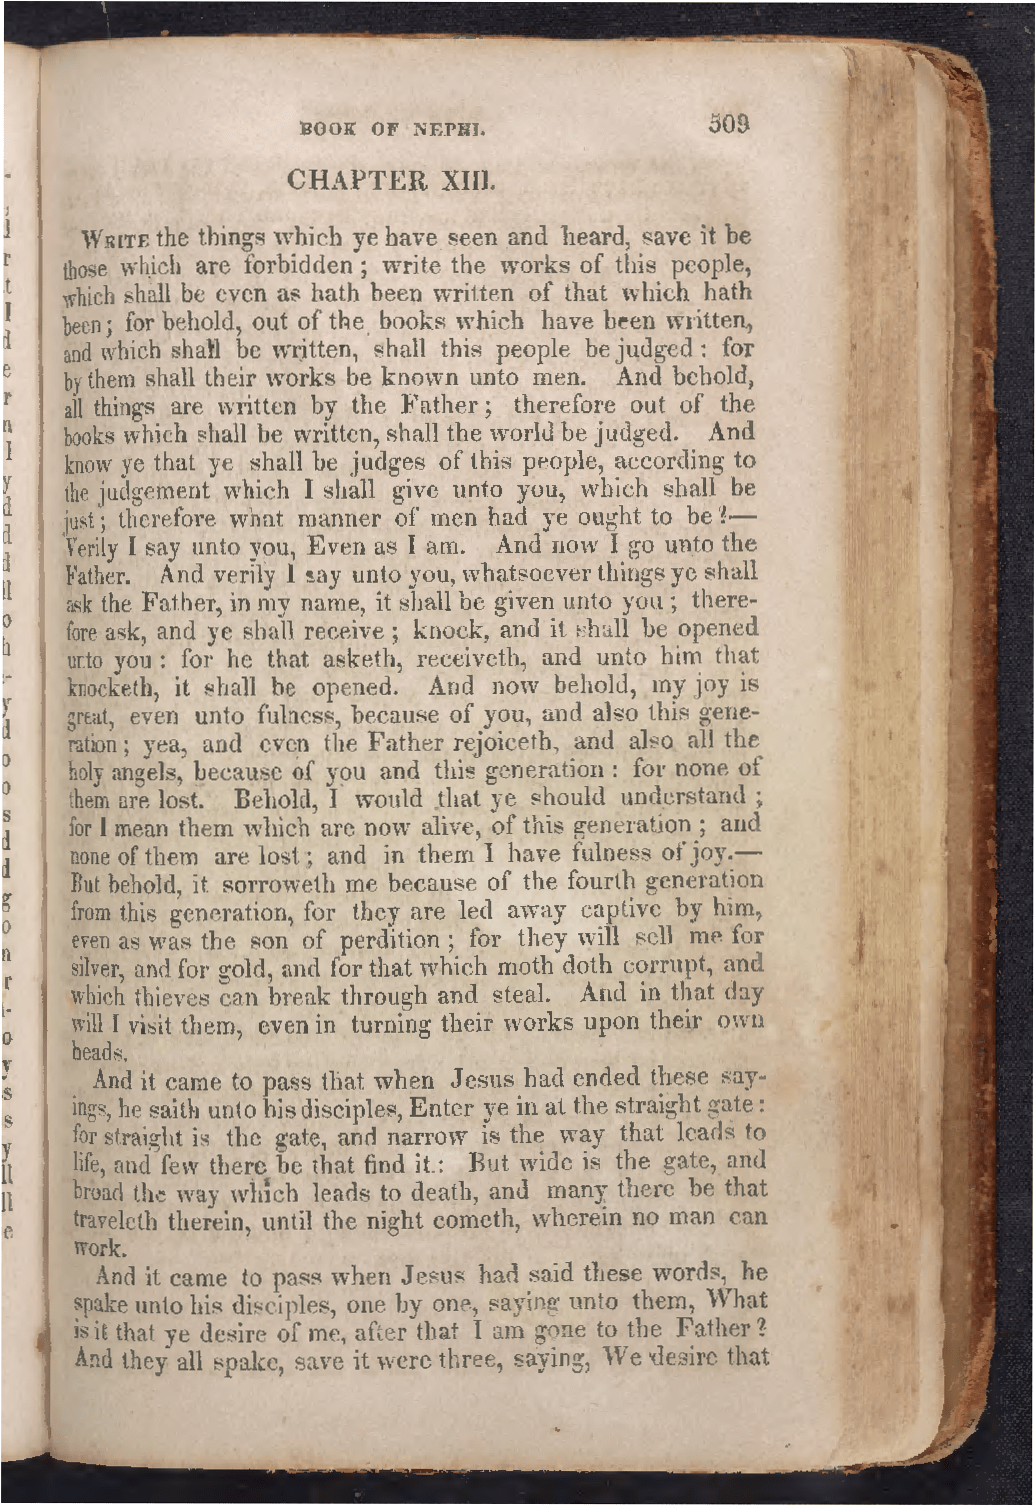 BOOK OF NEPHI. 509
CHAPTER XIII.
WRITE the things which ye have seen and heard, save it be
those which are forbidden ; write the works of this people,
which shall be even as hath been written of that which hath
been ; for behold, out of the books which have been written,
and which shall be written, shall this people be judged : for
by them shall their works be known unto men. And behold,
all things are written by the Father ; therefore out of the
books which shall be written, shall the world be judged. And
know ye that ye shall be judges of this people, according to
the judgement which I shall give unto you, which shall be
just ; therefore what manner of men had ye ought to be ?—
Verily I say unto you, Even as I am. And now I go unto the
Father. And verily I say unto you, whatsoever things ye shall
ask the Father, in my name, it shall be given unto you ; there-
fore ask, and ye shall receive ; knock, and it shall be opened
unto you : for he that asketh, receiveth, and unto him that
knocketh, it shall be opened. And now behold, my joy is
great, even unto fulness, because of you, and also this gene-
ration ; yea, and even the Father rejoiceth, and also all the
holy angels, because of you and this generation : for none of
them are lost. Behold, I would that ye should understand ;
for I mean them which are now alive, of this generation ; and
none of them are lost ; and in them I have fulness of joy.—
But behold, it sorroweth me because of the fourth generation
from this generation, for they are led away captive by him,
even as was the son of perdition ; for they will sell me for
silver, and for gold, and for that which moth doth corrupt, and
which thieves can break through and steal. And in that day
will I visit them, even in turning their works upon their own
heads.
And it came to pass that when Jesus had ended these say-
ings, he saith unto his disciples, Enter ye in at the straight gate :
for straight is the gate, and narrow is the way that leads to
life, and few there be that find it : But wide is the gate, and
broad the way which leads to death, and many there be that
traveleth therein, until the night cometh, wherein no man can
work.
And it came to pass when Jesus had said these words, he
spake unto his disciples, one by one, saying unto them, What
is it that ye desire of me, after that I am gone to the Father ?
And they all spake, save it were three, saying, We desire that